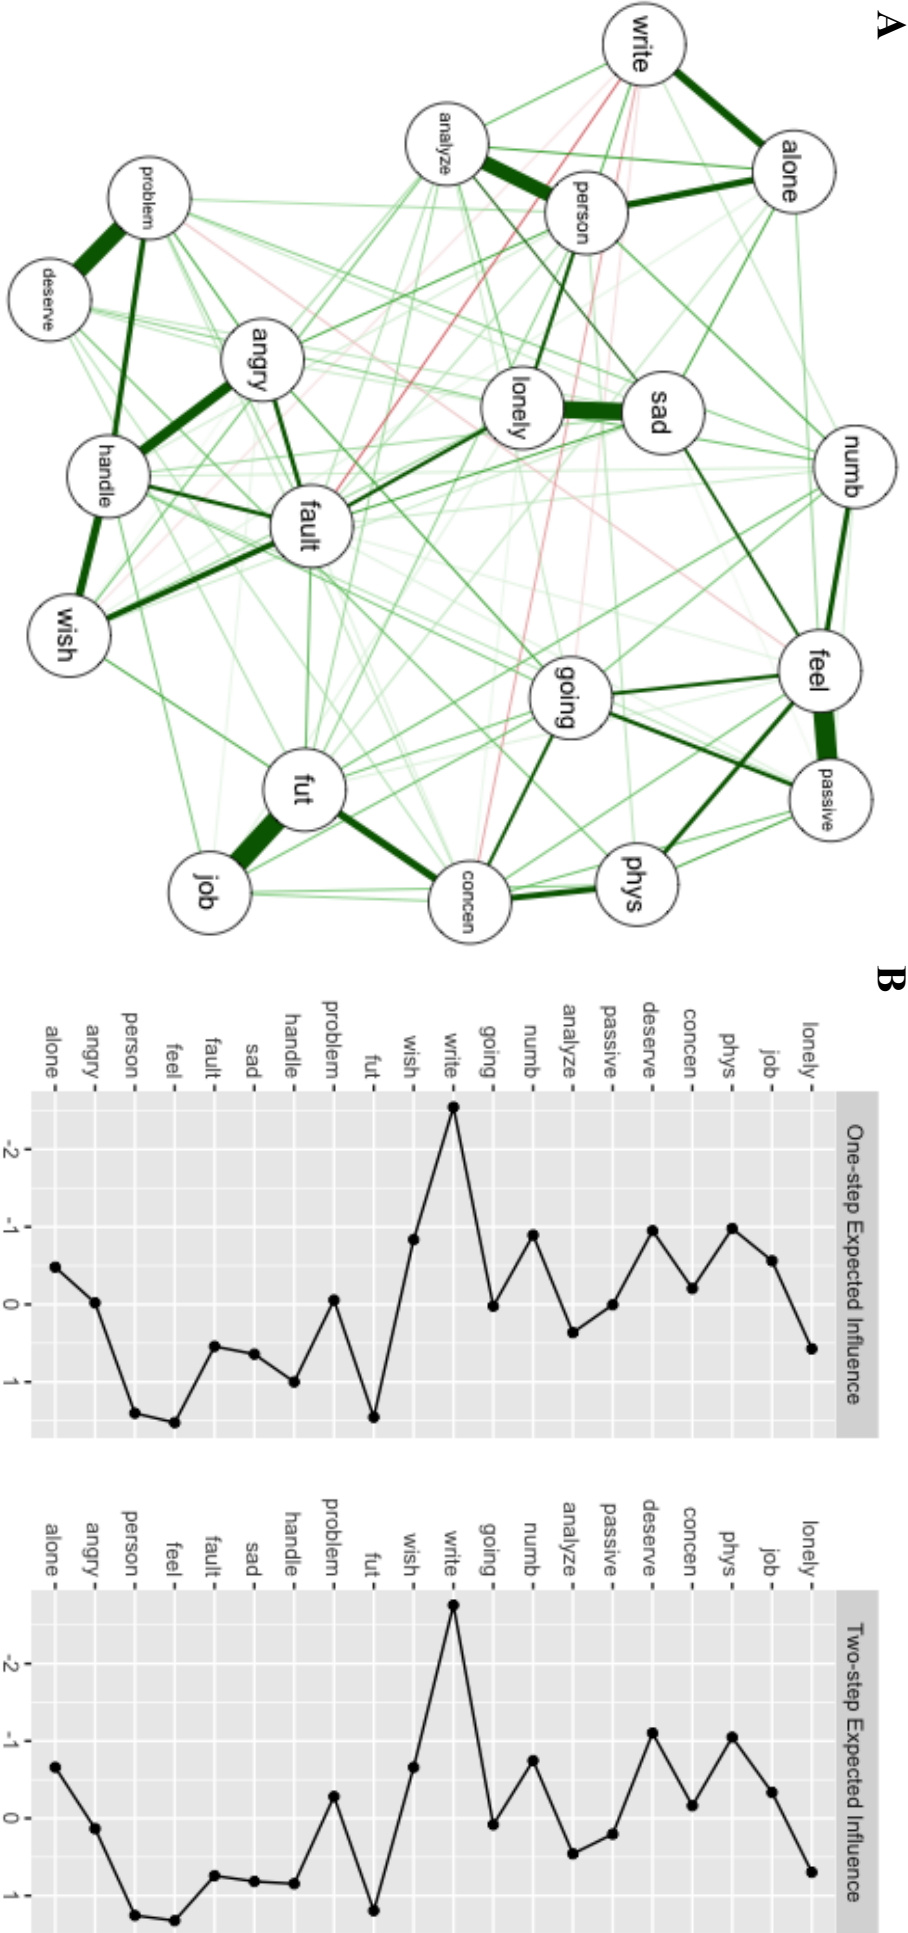 A
write
alone
analyze
person
problem
deserve
angry
lonely
sad
numb
handle
fault
wish
feel
going
passive
fut
phys
job
concen
B
One-step Expected Influence
lonely
job
phys
concen
deserve
passive
analyze
numb
going
write
wish
fut
problem
handle
sad
fault
feel
person
angry
alone
-2
-1
0
1
Two-step Expected Influence
lonely
job
phys
concen
deserve
passive
analyze
numb
going
write
wish
fut
problem
handle
sad
fault
feel
person
angry
alone
-2
-1
0
1